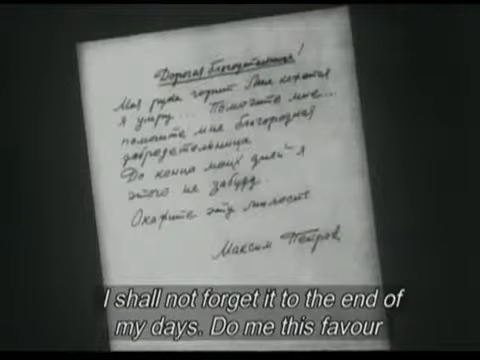 Дорогая благодетельница!
Моя рука горит Мне кажется
я умру... Помогите мне...
помогите мне благородная
добродетельница
До конца моих дней я
этого не забуду.
Окажите эту милость
Максим Петров
I shall not forget it to the end of
my days. Do me this favour